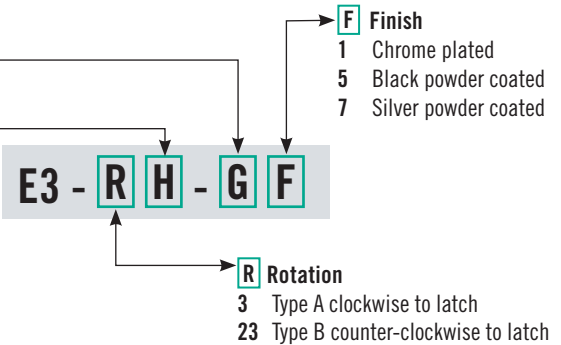 F Finish
1 Chrome plated
5 Black powder coated
7 Silver powder coated
E3 - R H - G F
R Rotation
3 Type A clockwise to latch
23 Type B counter-clockwise to latch